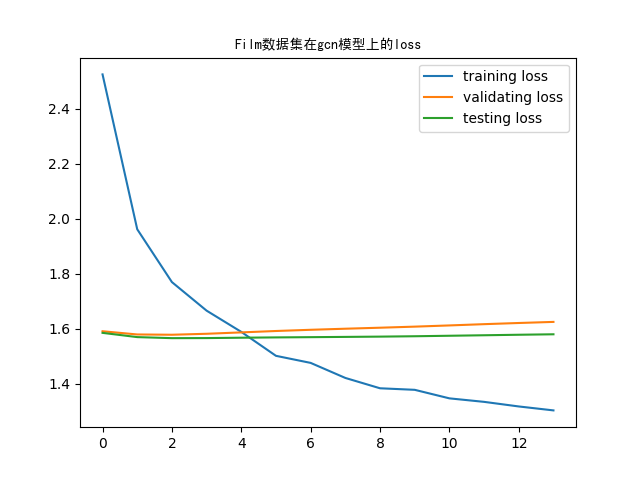 Film数据集在gcn模型上的loss
training loss
validating loss
testing loss
2.4
2.2
2.0
1.8
1.6
1.4
0 2 4 6 8 10 12